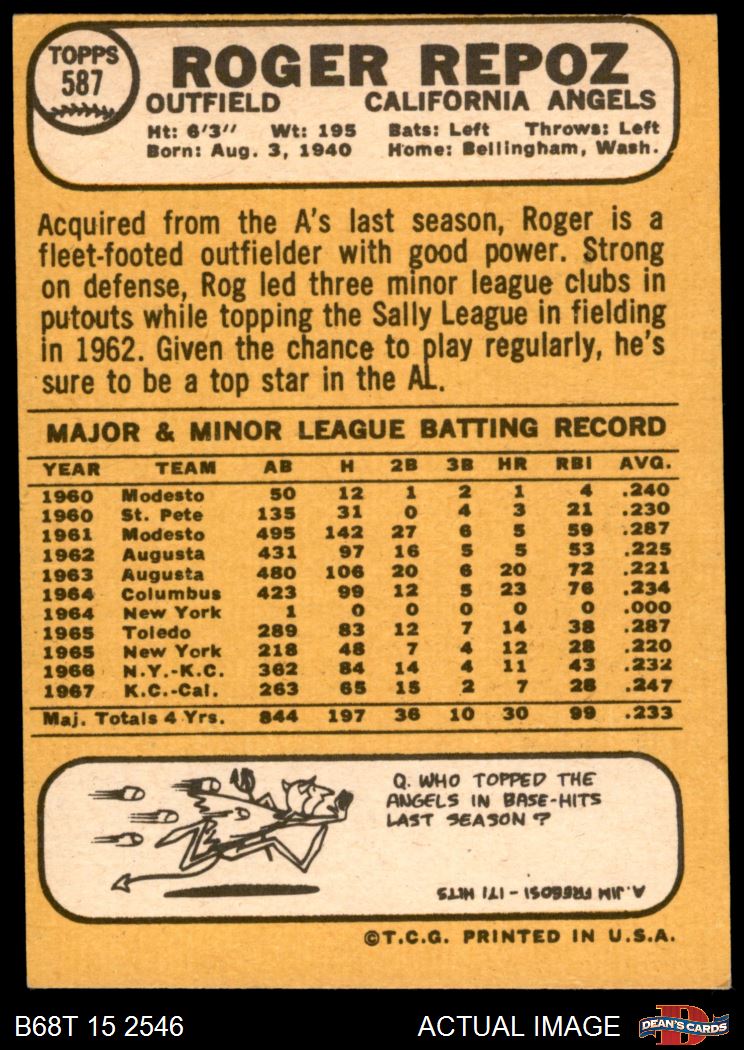 TOPPS
587
ROGER REPOZ
OUTFIELD CALIFORNIA ANGELS
Ht: 6'3" Wt: 195 Bats: Left Throws: Left
Born: Aug. 3, 1940 Home: Bellingham, Wash.
Acquired from the A's last season, Roger is a
fleet-footed outfielder with good power. Strong
on defense, Rog led three minor league clubs in
putouts while topping the Sally League in fielding
in 1962. Given the chance to play regularly, he's
sure to be a top star in the AL.
MAJOR & MINOR LEAGUE BATTING RECORD
YEAR TEAM AB H 2B 3B HR RBI AVG.
1960 Modesto 50 12 1 2 1 4 .240
1960 St. Pete 135 31 0 4 3 21 .230
1961 Modesto 495 142 27 6 5 59 .287
1962 Augusta 431 97 16 5 5 53 .225
1963 Augusta 480 106 20 6 20 72 .221
1964 Columbus 423 99 12 5 23 76 .234
1964 New York 1 0 0 0 0 0 .000
1965 Toledo 289 83 12 7 14 38 .287
1965 New York 218 48 7 4 12 28 .220
1966 N.Y.-K.C. 362 84 14 4 11 43 .232
1967 K.C.-Cal. 263 65 15 2 7 28 .247
Maj. Totals 4 Yrs. 844 197 36 10 30 99 .233
Q. WHO TOPPED THE
ANGELS IN BASE-HITS
LAST SEASON?
A. JIM FREGOSI - 171 HITS
©T.C.G. PRINTED IN U.S.A.
B68T 15 2546 ACTUAL IMAGE DEAN'S CARDS